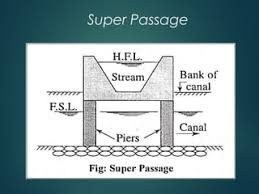 Super Passage
H.F.L.
Stream
Bank of
canal
F.S.L.
Canal
Piers
Fig: Super Passage